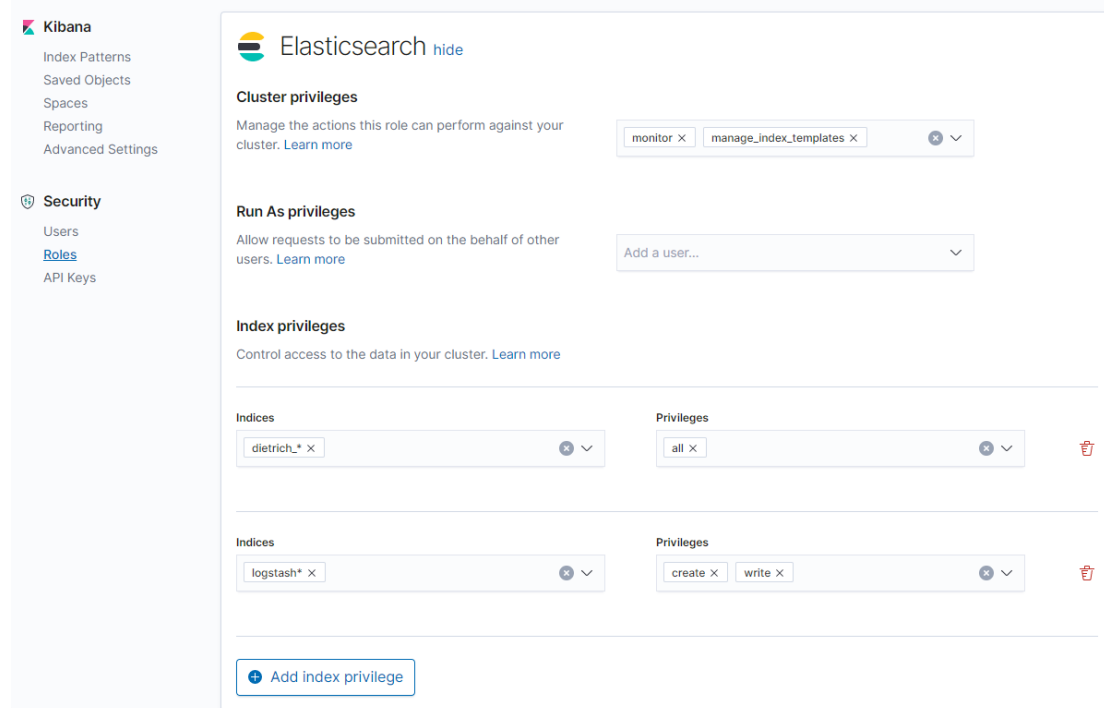 Kibana
Index Patterns
Saved Objects
Spaces
Reporting
Advanced Settings
Security
Users
Roles
API Keys
Elasticsearch hide
Cluster privileges
Manage the actions this role can perform against your
cluster. Learn more
monitor × manage_index_templates ×
Run As privileges
Allow requests to be submitted on the behalf of other
users. Learn more
Add a user...
Index privileges
Control access to the data in your cluster. Learn more
Indices
dietrich_* ×
Privileges
all ×
Indices
logstash* ×
Privileges
create × write ×
Add index privilege